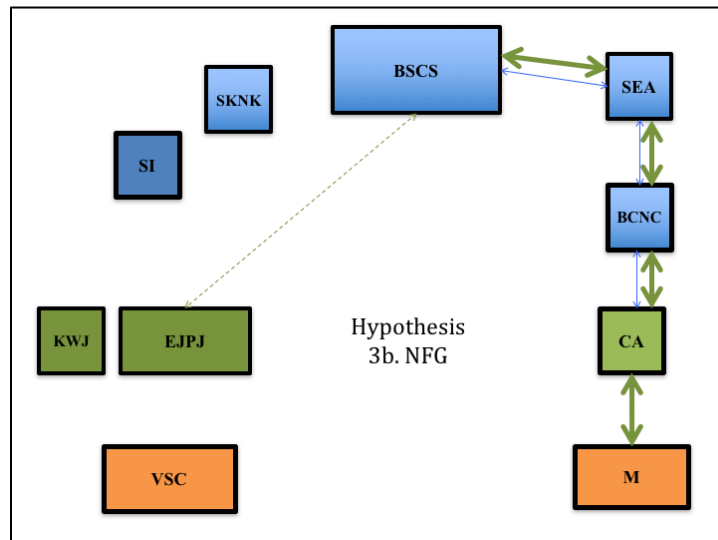 BSCS
SEA
SKNK
SI
BCNC
KWJ
EJPJ
Hypothesis
3b. NFG
CA
VSC
M